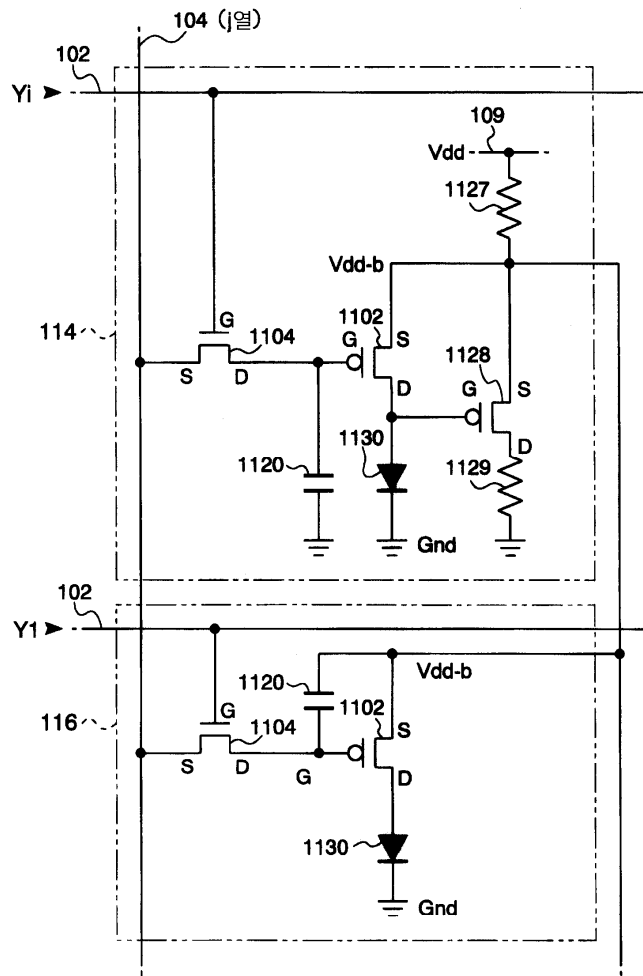 104 (j열)
102
Yi
109
Vdd
1127
Vdd-b
1102
114
G
1104
G
S
1128
S
D
D
G
S
1120
1130
D
1129
Gnd
102
Y1
1120
Vdd-b
1102
116
G
1104
S
S
D
G
D
1130
Gnd